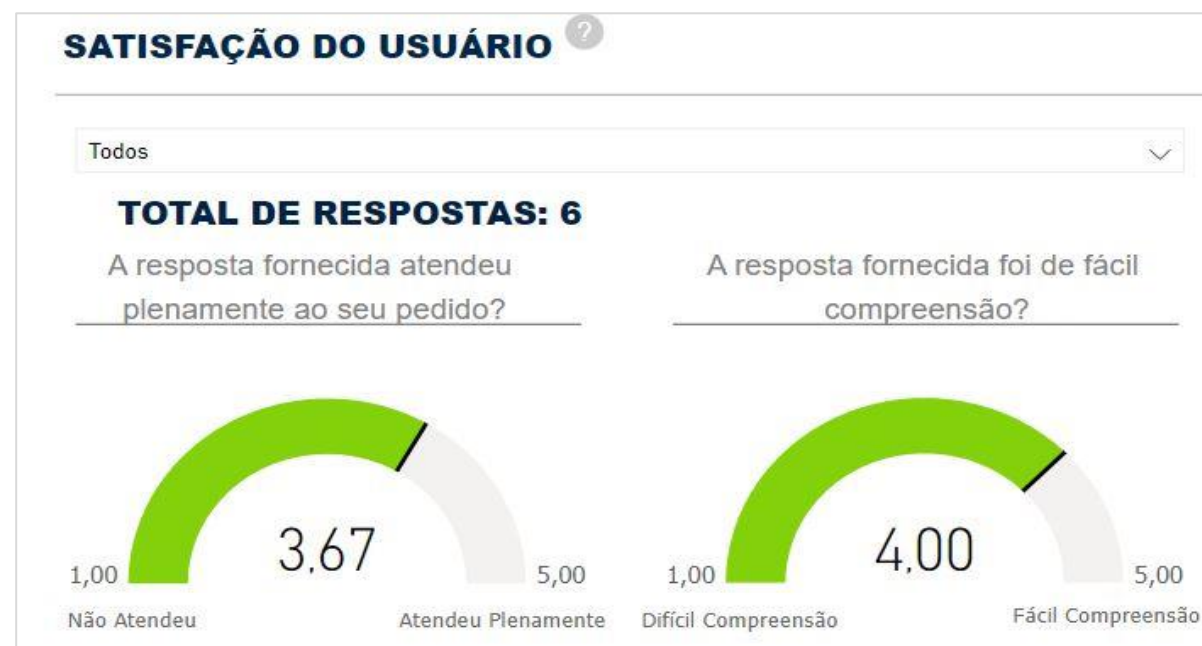 SATISFAÇÃO DO USUÁRIO ?
Todos
TOTAL DE RESPOSTAS: 6
A resposta fornecida atendeu
plenamente ao seu pedido?
A resposta fornecida foi de fácil
compreensão?
3,67
1,00
5,00
Não Atendeu
Atendeu Plenamente
4,00
1,00
5,00
Difícil Compreensão
Fácil Compreensão